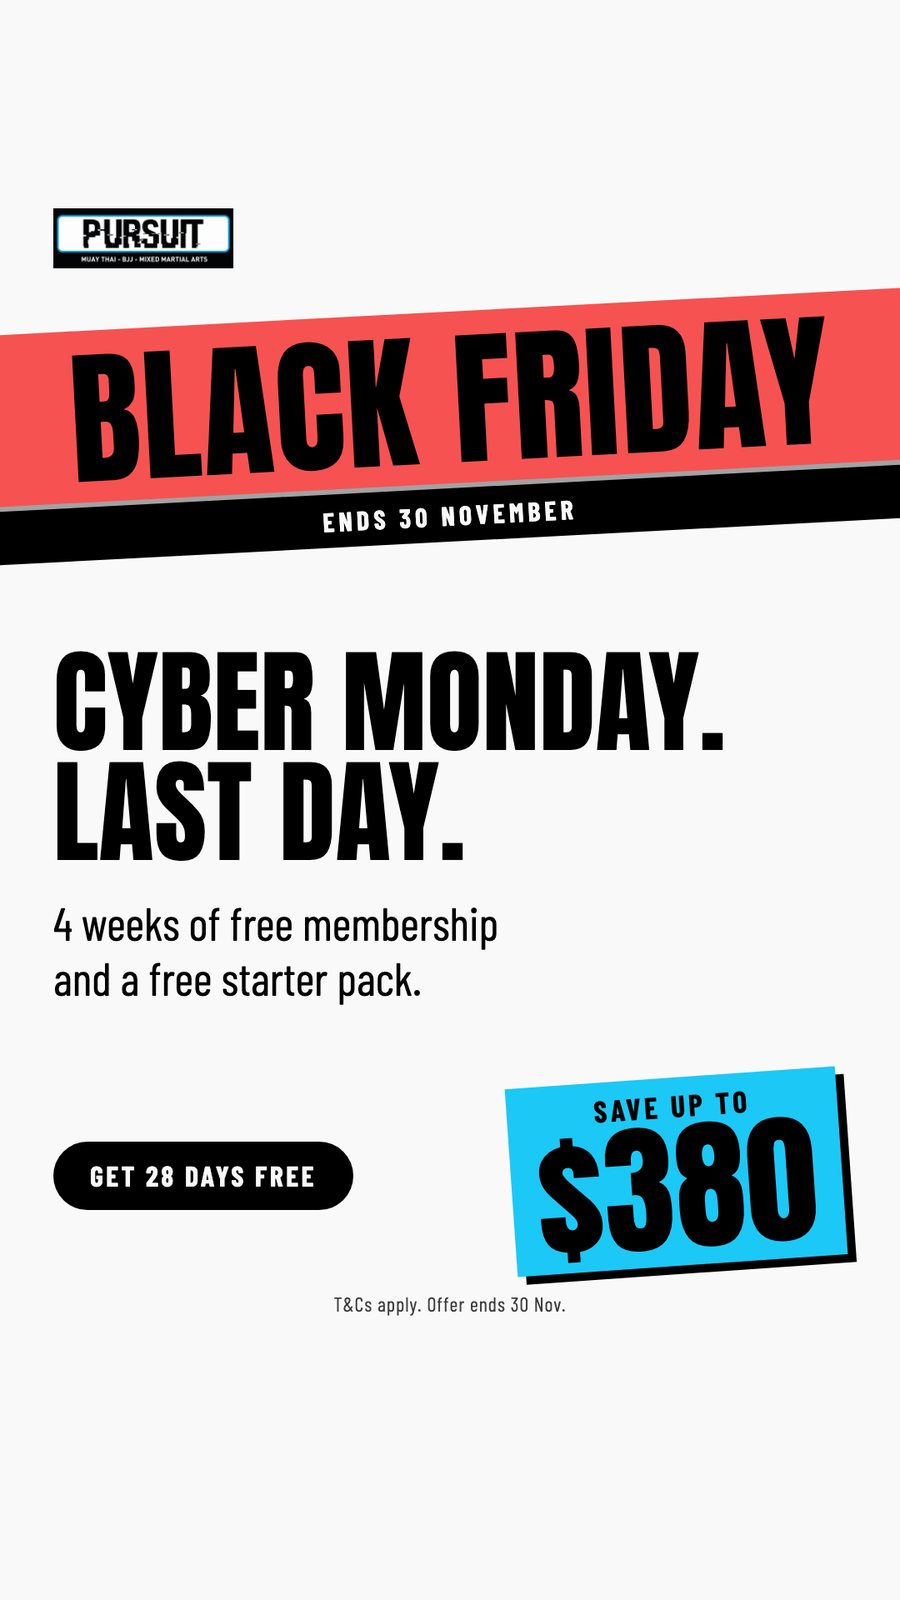 PURSUIT
MUAY THAI - BJJ - MIXED MARTIAL ARTS
BLACK FRIDAY
ENDS 30 NOVEMBER
CYBER MONDAY.
LAST DAY.
4 weeks of free membership
and a free starter pack.
SAVE UP TO
$380
GET 28 DAYS FREE
T&Cs apply. Offer ends 30 Nov.